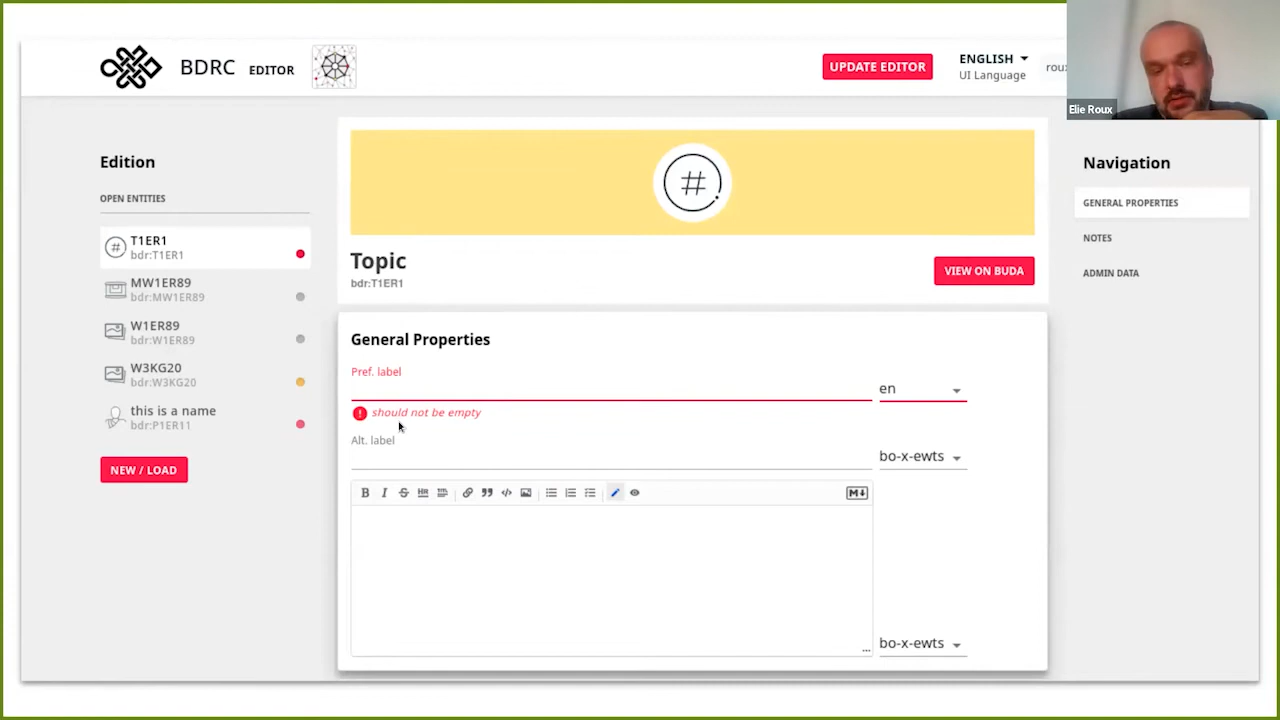 BDRC EDITOR
UPDATE EDITOR
ENGLISH
UI Language
roux
Elie Roux
Edition
OPEN ENTITIES
T1ER1
bdr:T1ER1
MW1ER89
bdr:MW1ER89
W1ER89
bdr:W1ER89
W3KG20
bdr:W3KG20
this is a name
bdr:P1ER11
NEW / LOAD
#
Topic
bdr:T1ER1
VIEW ON BUDA
General Properties
Pref. label
en
should not be empty
Alt. label
bo-x-ewts
bo-x-ewts
Navigation
GENERAL PROPERTIES
NOTES
ADMIN DATA